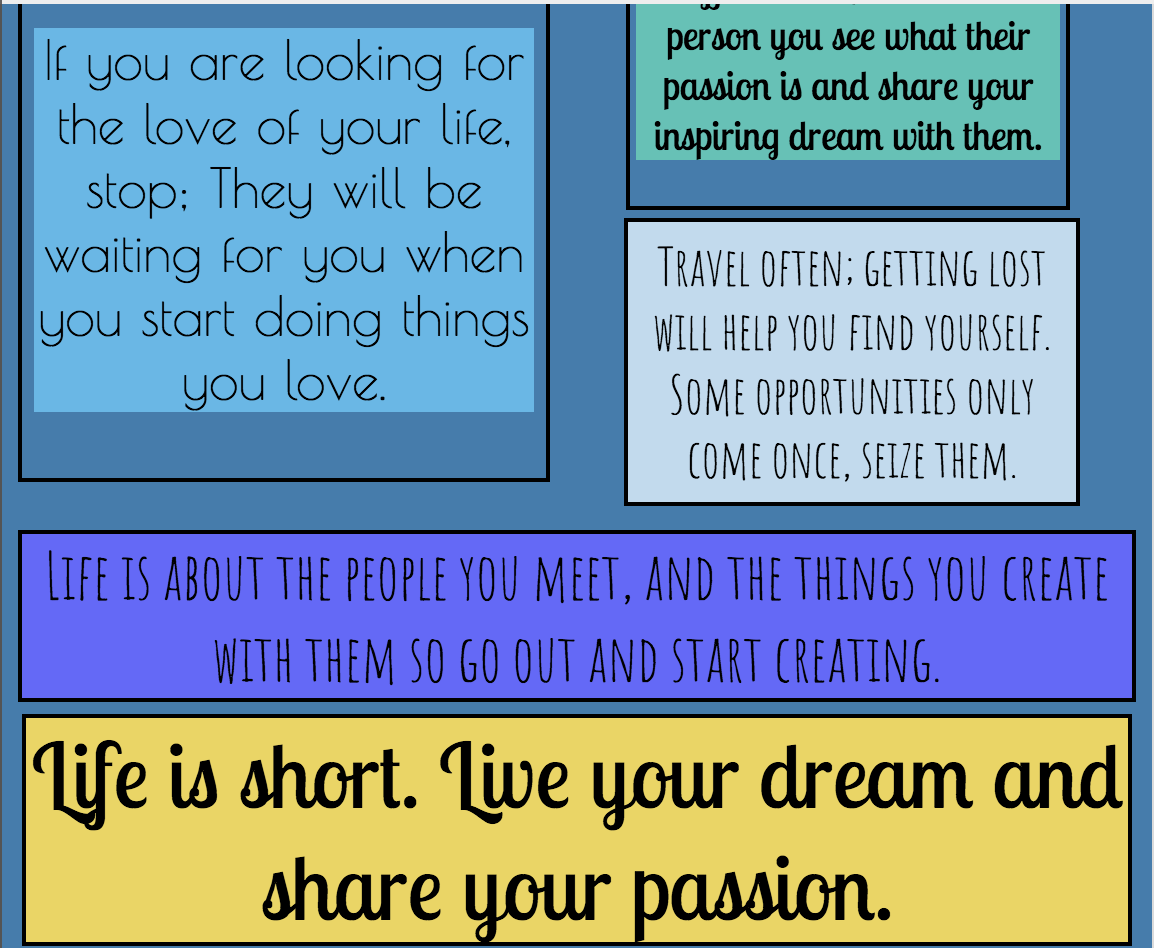 If you are looking for
the love of your life,
stop; They will be
waiting for you when
you start doing things
you love.
person you see what their
passion is and share your
inspiring dream with them.
Travel often; getting lost
will help you find yourself.
Some opportunities only
come once, seize them.
Life is about the people you meet, and the things you create
with them so go out and start creating.
Life is short. Live your dream and
share your passion.